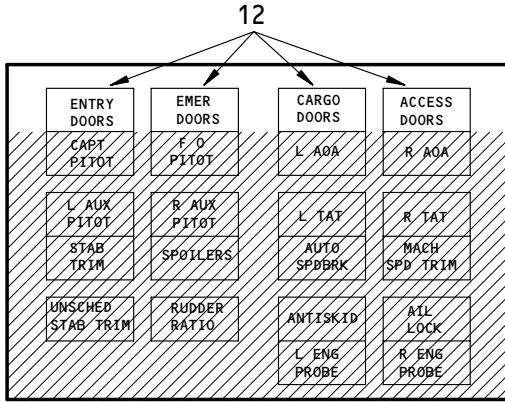 12
ENTRY DOORS
EMER DOORS
CARGO DOORS
ACCESS DOORS
CAPT PITOT
F O PITOT
L AOA
R AOA
L AUX PITOT
R AUX PITOT
L TAT
R TAT
STAB TRIM
SPOILERS
AUTO SPDBRK
MACH SPD TRIM
UNSCHED STAB TRIM
RUDDER RATIO
ANTISKID
AIL LOCK
L ENG PROBE
R ENG PROBE